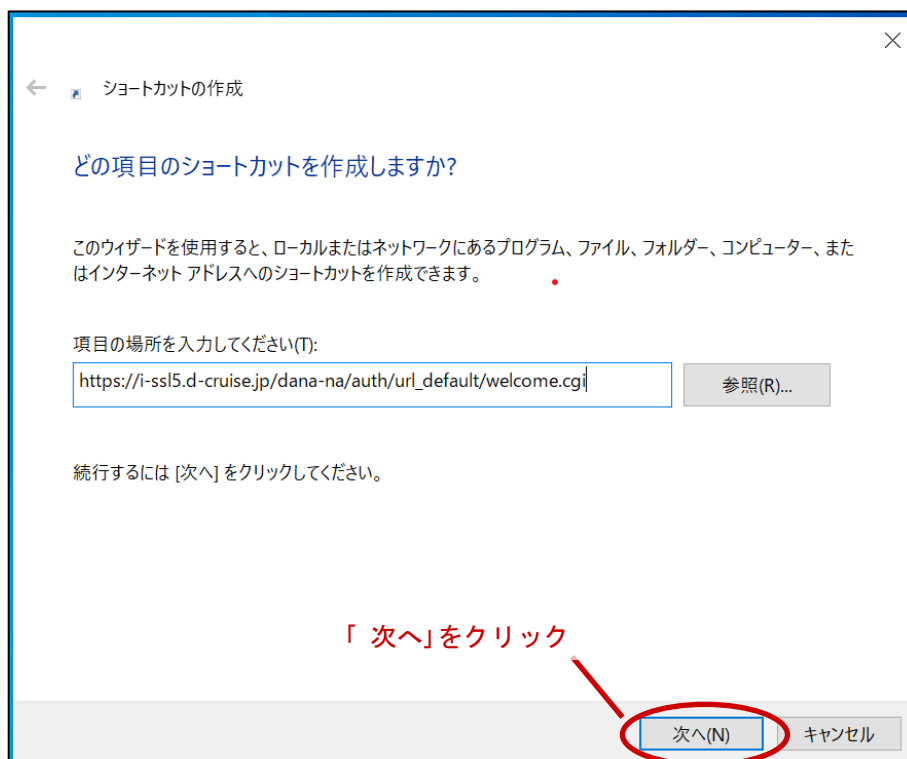 ショートカットの作成
どの項目のショートカットを作成しますか?
このウィザードを使用すると、ローカルまたはネットワークにあるプログラム、ファイル、フォルダー、コンピューター、また
はインターネット アドレスへのショートカットを作成できます。
項目の場所を入力してください(T):
https://i-ssl5.d-cruise.jp/dana-na/auth/url_default/welcome.cgi
参照(R)...
続行するには [次へ] をクリックしてください。
「 次へ」をクリック
次へ(N)
キャンセル